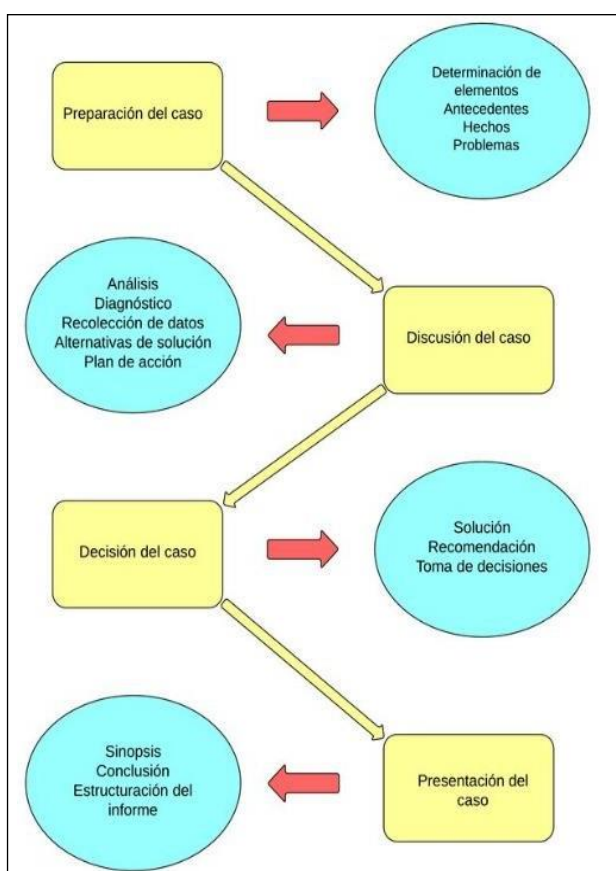 Preparación del caso
Determinación de
elementos
Antecedentes
Hechos
Problemas
Análisis
Diagnóstico
Recolección de datos
Alternativas de solución
Plan de acción
Discusión del caso
Decisión del caso
Solución
Recomendación
Toma de decisiones
Sinopsis
Conclusión
Estructuración del
informe
Presentación del
caso